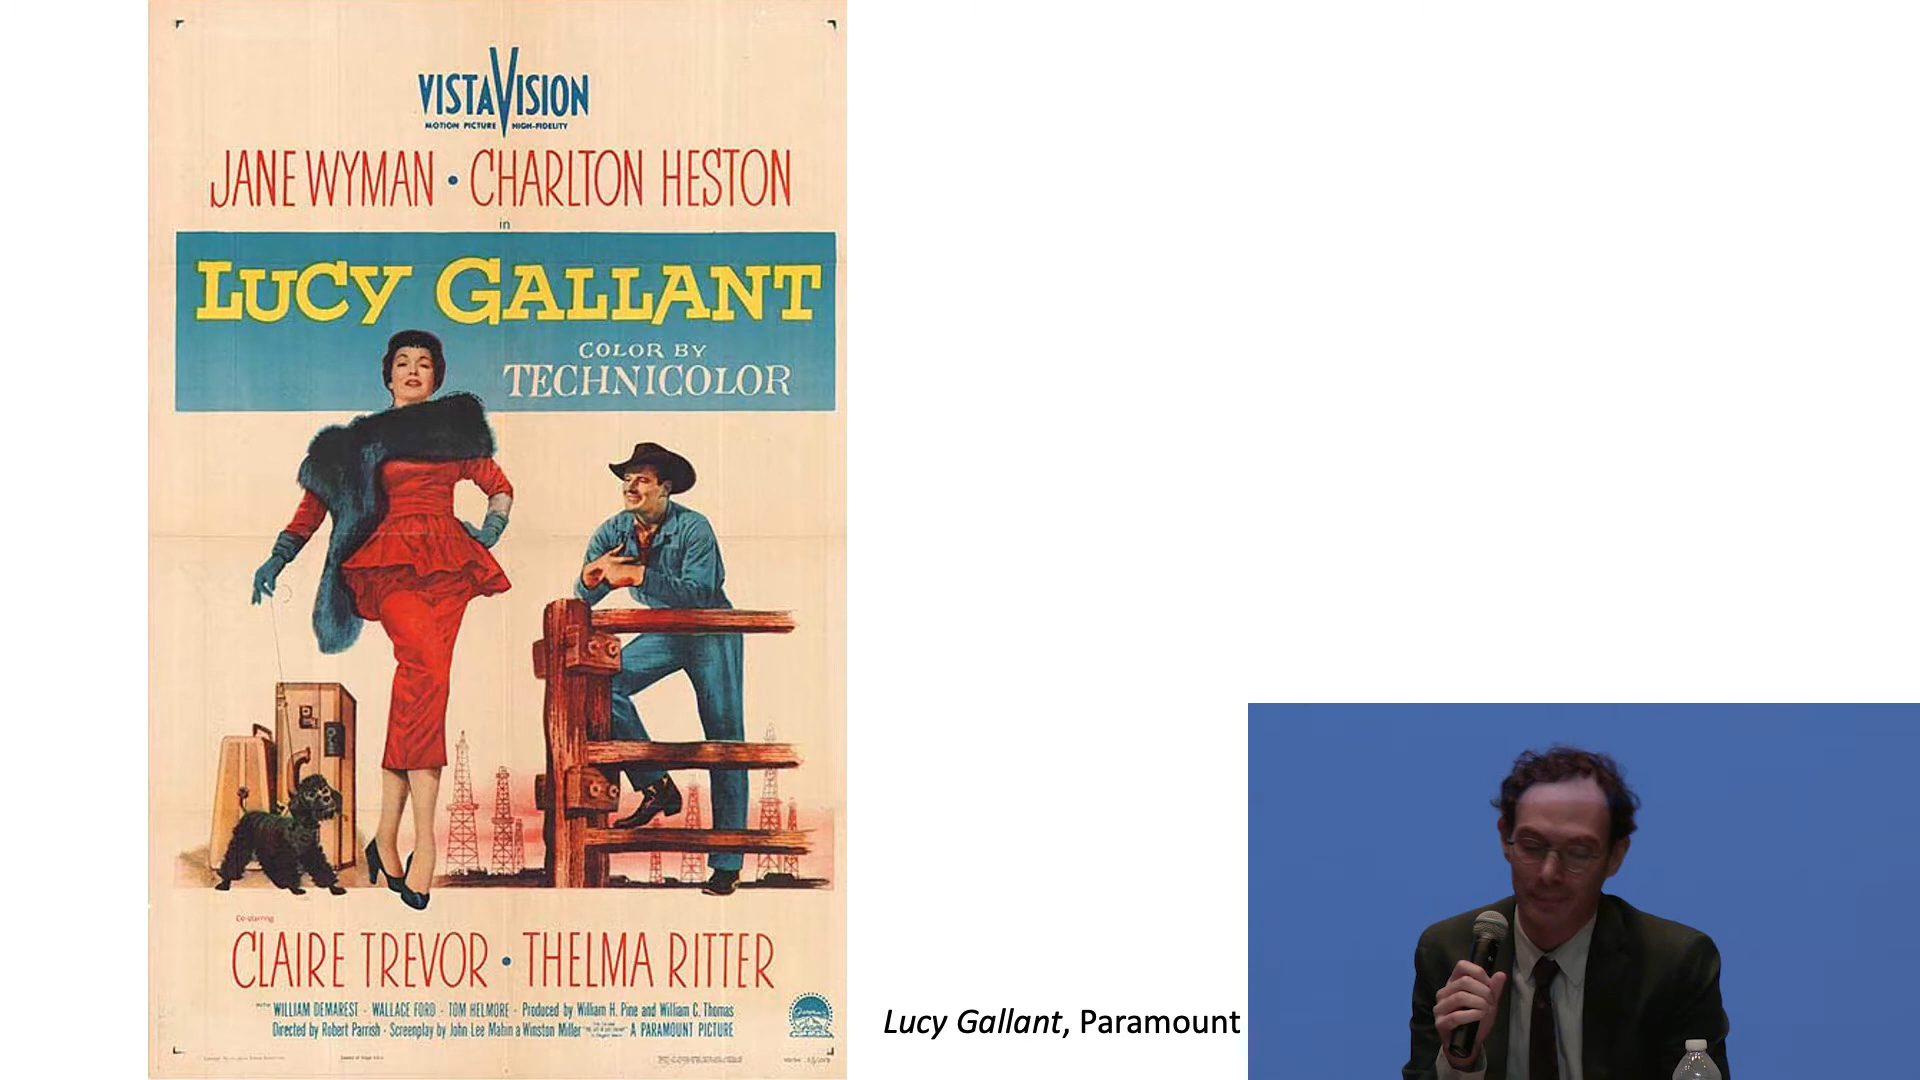 VISTAVISION
MOTION PICTURE HIGH-FIDELITY
JANE WYMAN • CHARLTON HESTON
in
LUCY GALLANT
COLOR BY
TECHNICOLOR
Co-starring
CLAIRE TREVOR • THELMA RITTER
WILLIAM DEMAREST · WALLACE FORD · TOM HELMORE · Produced by William H. Pine and William C. Thomas
Directed by Robert Parrish · Screenplay by John Lee Mahin and Winston Miller
A PARAMOUNT PICTURE
Paramount
Lucy Gallant, Paramount